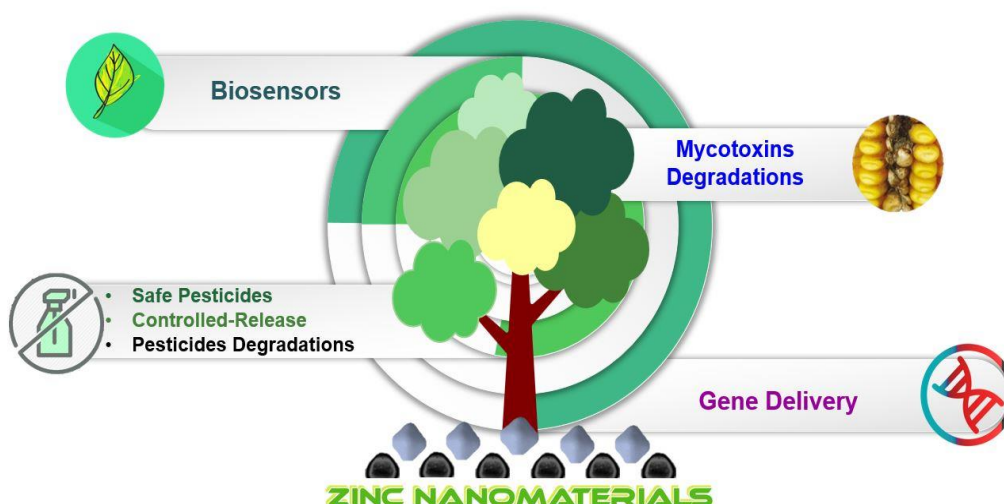 Biosensors
Mycotoxins
Degradations
• Safe Pesticides
• Controlled-Release
• Pesticides Degradations
Gene Delivery
ZINC NANOMATERIALS